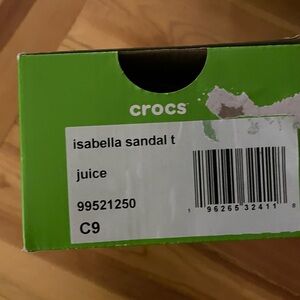 crocs
isabella sandal t
juice
99521250
C9
1 96265 32411 8